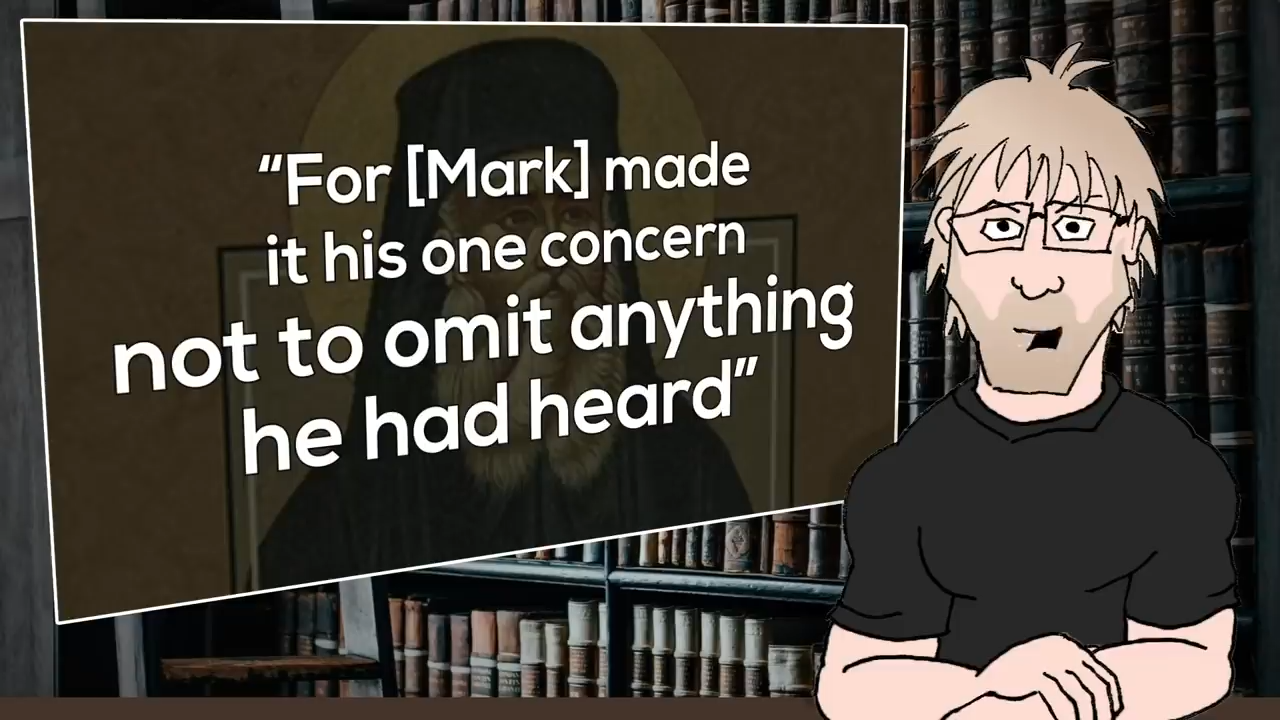 “For [Mark] made
it his one concern
not to omit anything
he had heard”